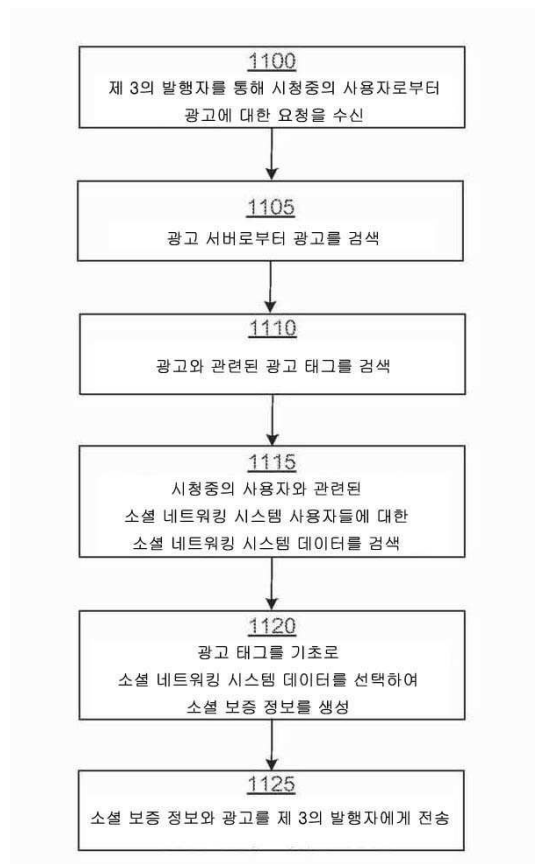 1100
제 3의 발행자를 통해 시청중의 사용자로부터
광고에 대한 요청을 수신
1105
광고 서버로부터 광고를 검색
1110
광고와 관련된 광고 태그를 검색
1115
시청중의 사용자와 관련된
소셜 네트워킹 시스템 사용자들에 대한
소셜 네트워킹 시스템 데이터를 검색
1120
광고 태그를 기초로
소셜 네트워킹 시스템 데이터를 선택하여
소셜 보증 정보를 생성
1125
소셜 보증 정보와 광고를 제 3의 발행자에게 전송